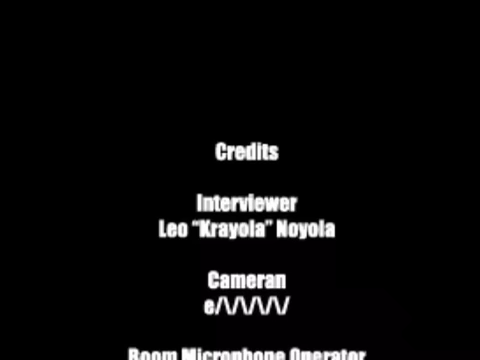 Credits
Interviewer
Leo “Krayola” Noyola
Cameran
e/\/\/\/\/
Boom Microphone Operator